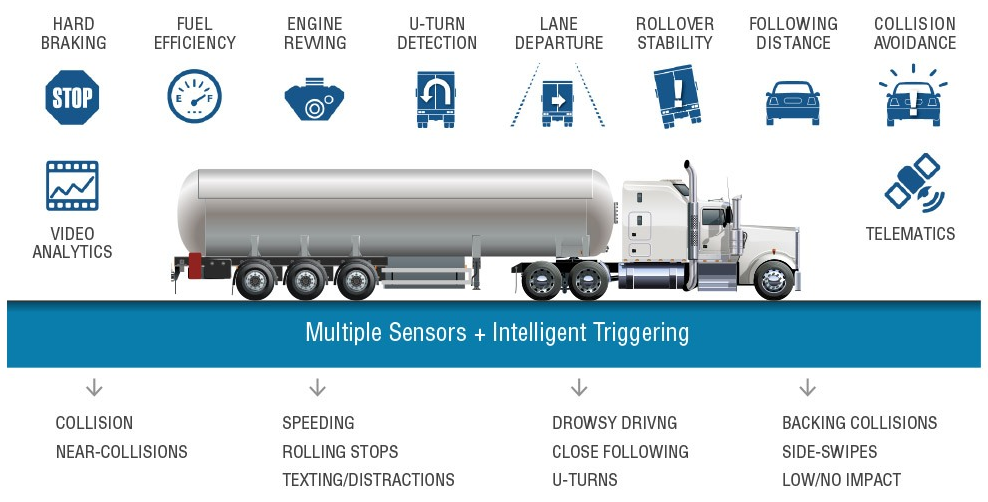 HARD
BRAKING
FUEL
EFFICIENCY
ENGINE
REVVING
U-TURN
DETECTION
LANE
DEPARTURE
ROLLOVER
STABILITY
FOLLOWING
DISTANCE
COLLISION
AVOIDANCE
STOP
E F
!
!
VIDEO
ANALYTICS
TELEMATICS
Multiple Sensors + Intelligent Triggering
COLLISION
NEAR-COLLISIONS
SPEEDING
ROLLING STOPS
TEXTING/DISTRACTIONS
DROWSY DRIVNG
CLOSE FOLLOWING
U-TURNS
BACKING COLLISIONS
SIDE-SWIPES
LOW/NO IMPACT